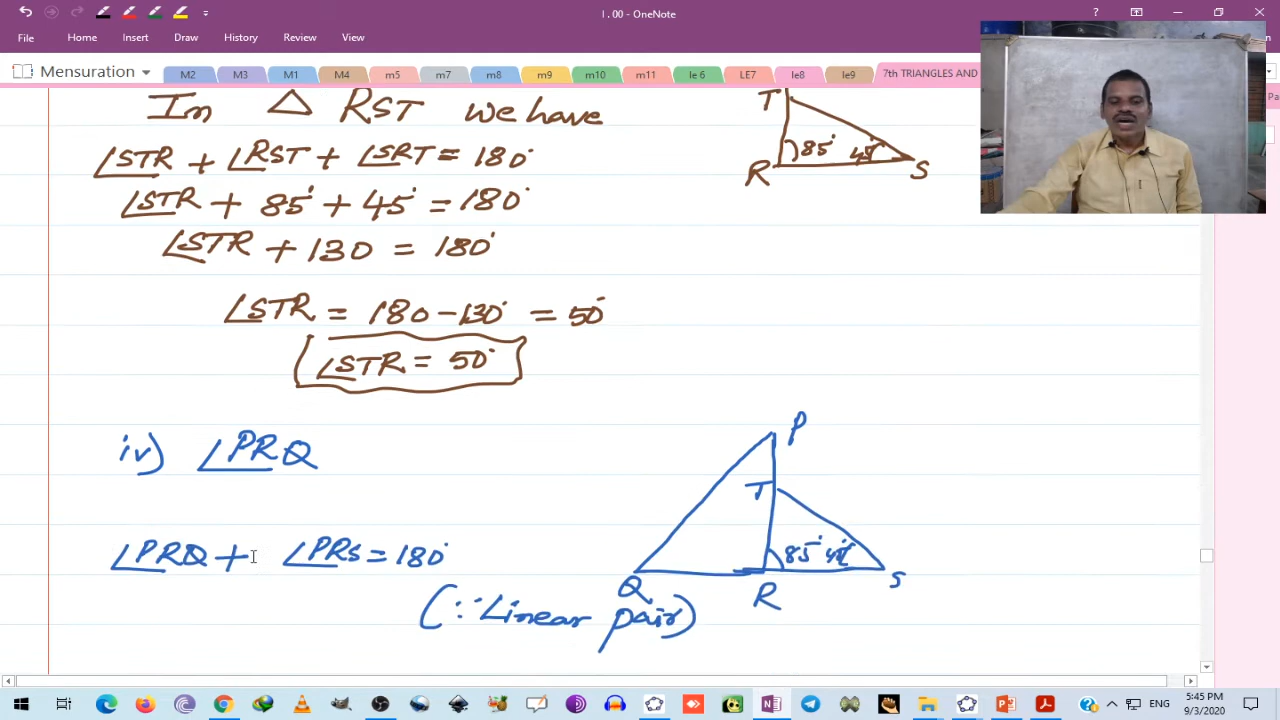 1.00 - OneNote
File Home Insert Draw History Review View
Mensuration M2 M3 M1 M4 m5 m7 m8 m9 m10 m11 le 6 LE7 le8 le9 7th TRIANGLES AND
Pa
In △ RST we have
∠STR + ∠RST + ∠SRT = 180°
∠STR + 85° + 45° = 180°
∠STR + 130 = 180°
∠STR = 180 - 130° = 50°
∠STR = 50°
T
85° 45°
R S
iv) ∠PRQ
∠PRQ + ∠PRS = 180°
(∵ Linear pair)
P
T
85° 45°
Q R S
ENG
5:45 PM
9/3/2020